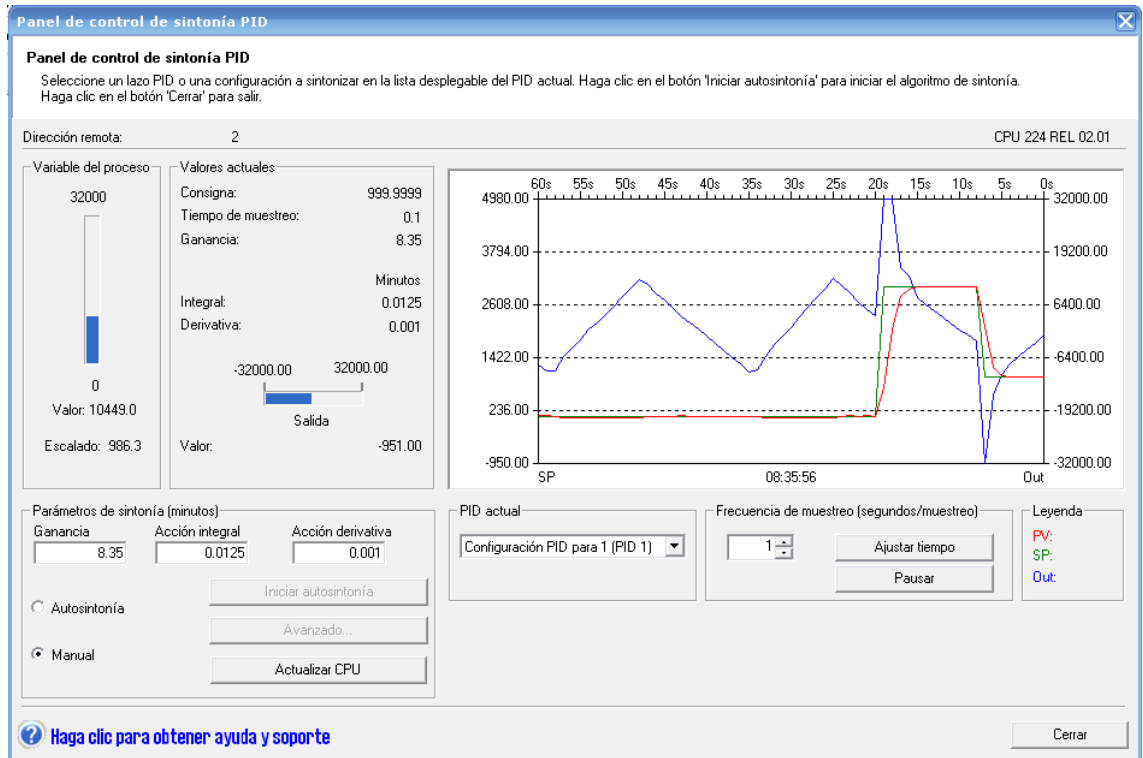 Panel de control de sintonía PID
Panel de control de sintonía PID
Seleccione un lazo PID o una configuración a sintonizar en la lista desplegable del PID actual. Haga clic en el botón 'Iniciar autosintonía' para iniciar el algoritmo de sintonía.
Haga clic en el botón 'Cerrar' para salir.
Dirección remota: 2 CPU 224 REL 02.01
Variable del proceso
32000
0
Valor: 10449.0
Escalado: 986.3
Valores actuales
Consigna: 999.9999
Tiempo de muestreo: 0.1
Ganancia: 8.35
Minutos
Integral: 0.0125
Derivativa: 0.001
-32000.00 32000.00
Salida
Valor: -951.00
60s 55s 50s 45s 40s 35s 30s 25s 20s 15s 10s 5s 0s
4980.00 32000.00
3794.00 19200.00
2608.00 6400.00
1422.00 -6400.00
236.00 -19200.00
-950.00 -32000.00
SP 08:35:56 Out
Parámetros de sintonía (minutos)
Ganancia Acción integral Acción derivativa
8.35 0.0125 0.001
Autosintonía
Manual
Iniciar autosintonía
Avanzado...
Actualizar CPU
PID actual
Configuración PID para 1 (PID 1)
Frecuencia de muestreo (segundos/muestreo)
1
Ajustar tiempo
Pausar
Leyenda
PV:
SP:
Out:
Haga clic para obtener ayuda y soporte
Cerrar